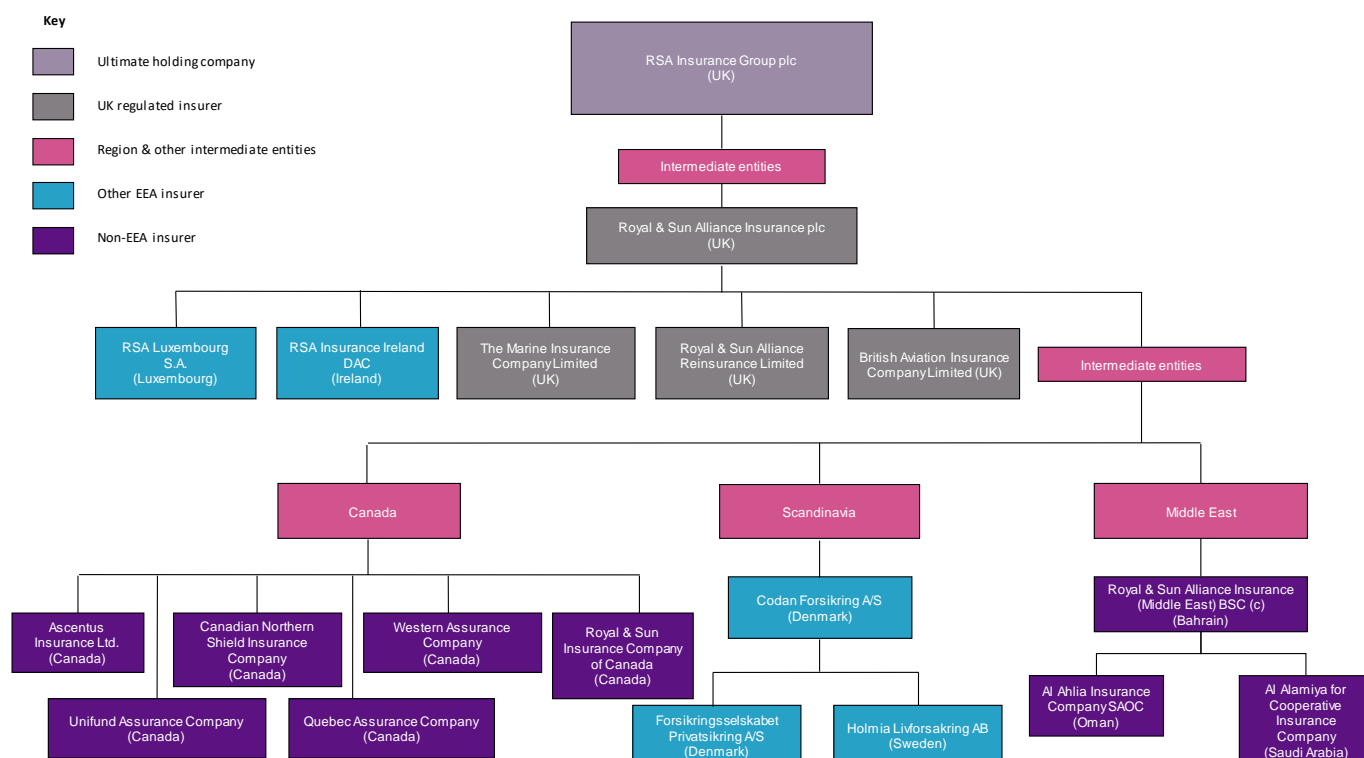 Key
Ultimate holding company
UK regulated insurer
Region & other intermediate entities
Other EEA insurer
Non-EEA insurer
RSA Insurance Group plc
(UK)
Intermediate entities
Royal & Sun Alliance Insurance plc
(UK)
RSA Luxembourg
S.A.
(Luxembourg)
RSA Insurance Ireland
DAC
(Ireland)
The Marine Insurance
Company Limited
(UK)
Royal & Sun Alliance
Reinsurance Limited
(UK)
British Aviation Insurance
Company Limited (UK)
Intermediate entities
Canada
Scandinavia
Middle East
Ascentus
Insurance Ltd.
(Canada)
Canadian Northern
Shield Insurance
Company
(Canada)
Western Assurance
Company
(Canada)
Royal & Sun
Insurance Company
of Canada
(Canada)
Unifund Assurance Company
(Canada)
Quebec Assurance Company
(Canada)
Codan Forsikring A/S
(Denmark)
Forsikringsselskabet
Privatsikring A/S
(Denmark)
Holmia Livforsakring AB
(Sweden)
Royal & Sun Alliance Insurance
(Middle East) BSC (c)
(Bahrain)
Al Ahlia Insurance
Company SAOC
(Oman)
Al Alamiya for
Cooperative
Insurance
Company
(Saudi Arabia)